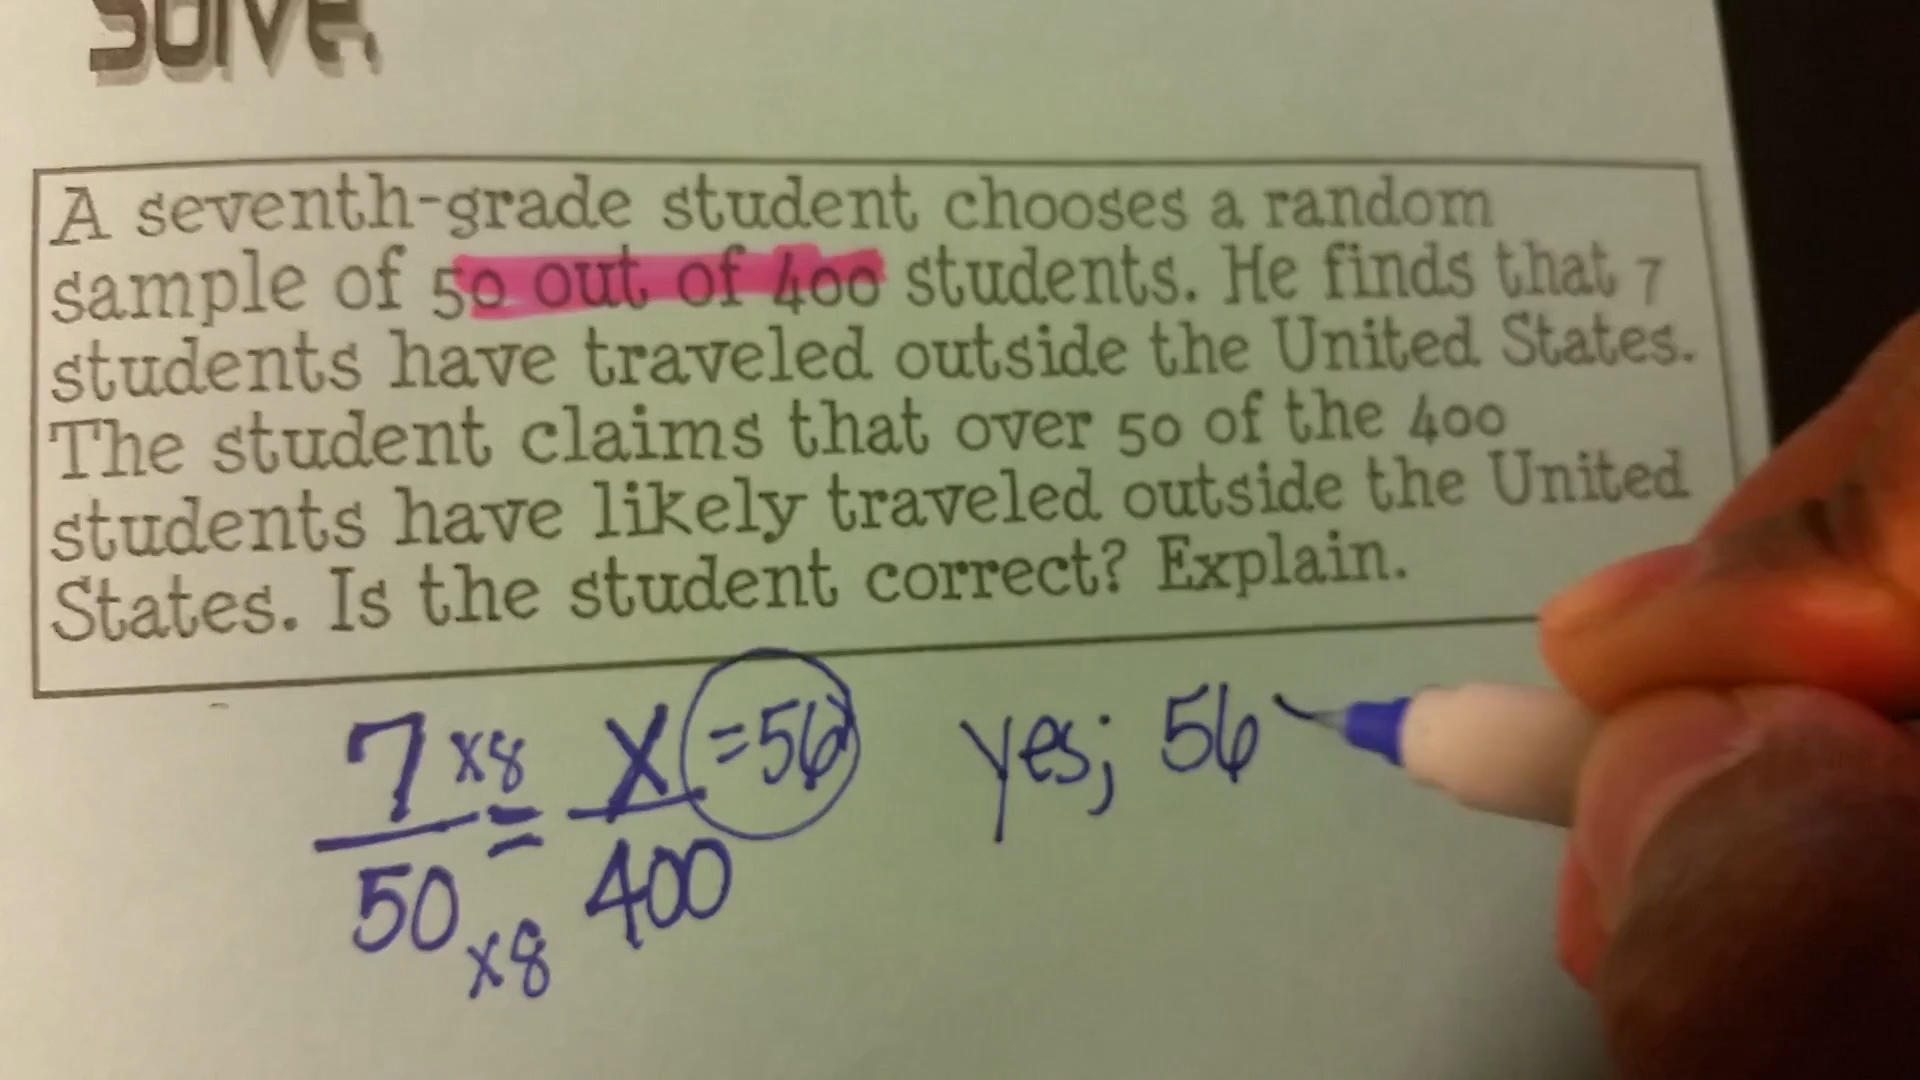 Solve.
A seventh-grade student chooses a random
sample of 50 out of 400 students. He finds that 7
students have traveled outside the United States.
The student claims that over 50 of the 400
students have likely traveled outside the United
States. Is the student correct? Explain.
7 x8 = X = 56 yes; 56
50 x8 400